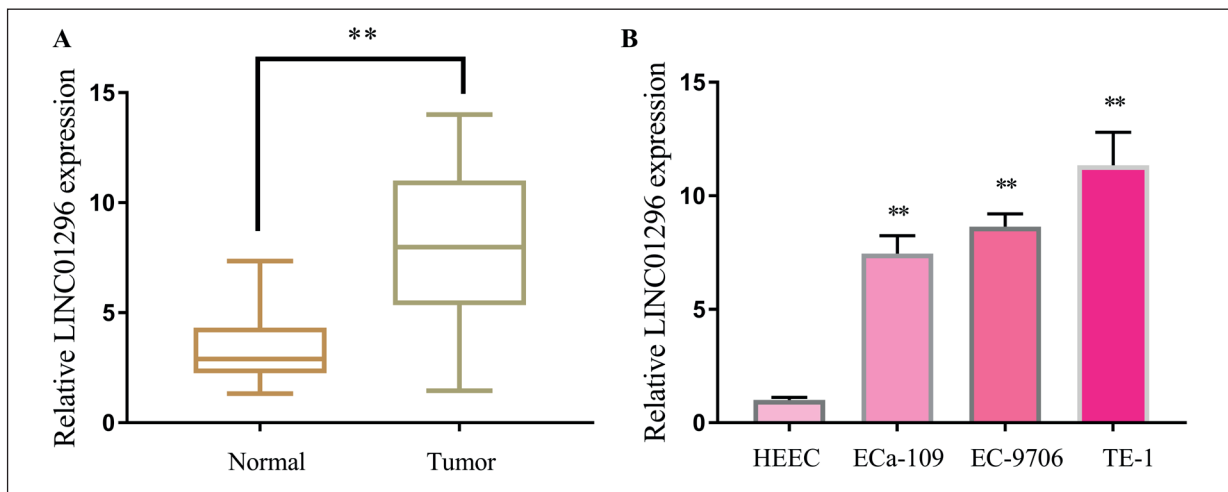 A
**
Relative LINC01296 expression
15
10
5
0
Normal Tumor
B
Relative LINC01296 expression
15
10
5
0
**
**
**
HEEC ECa-109 EC-9706 TE-1